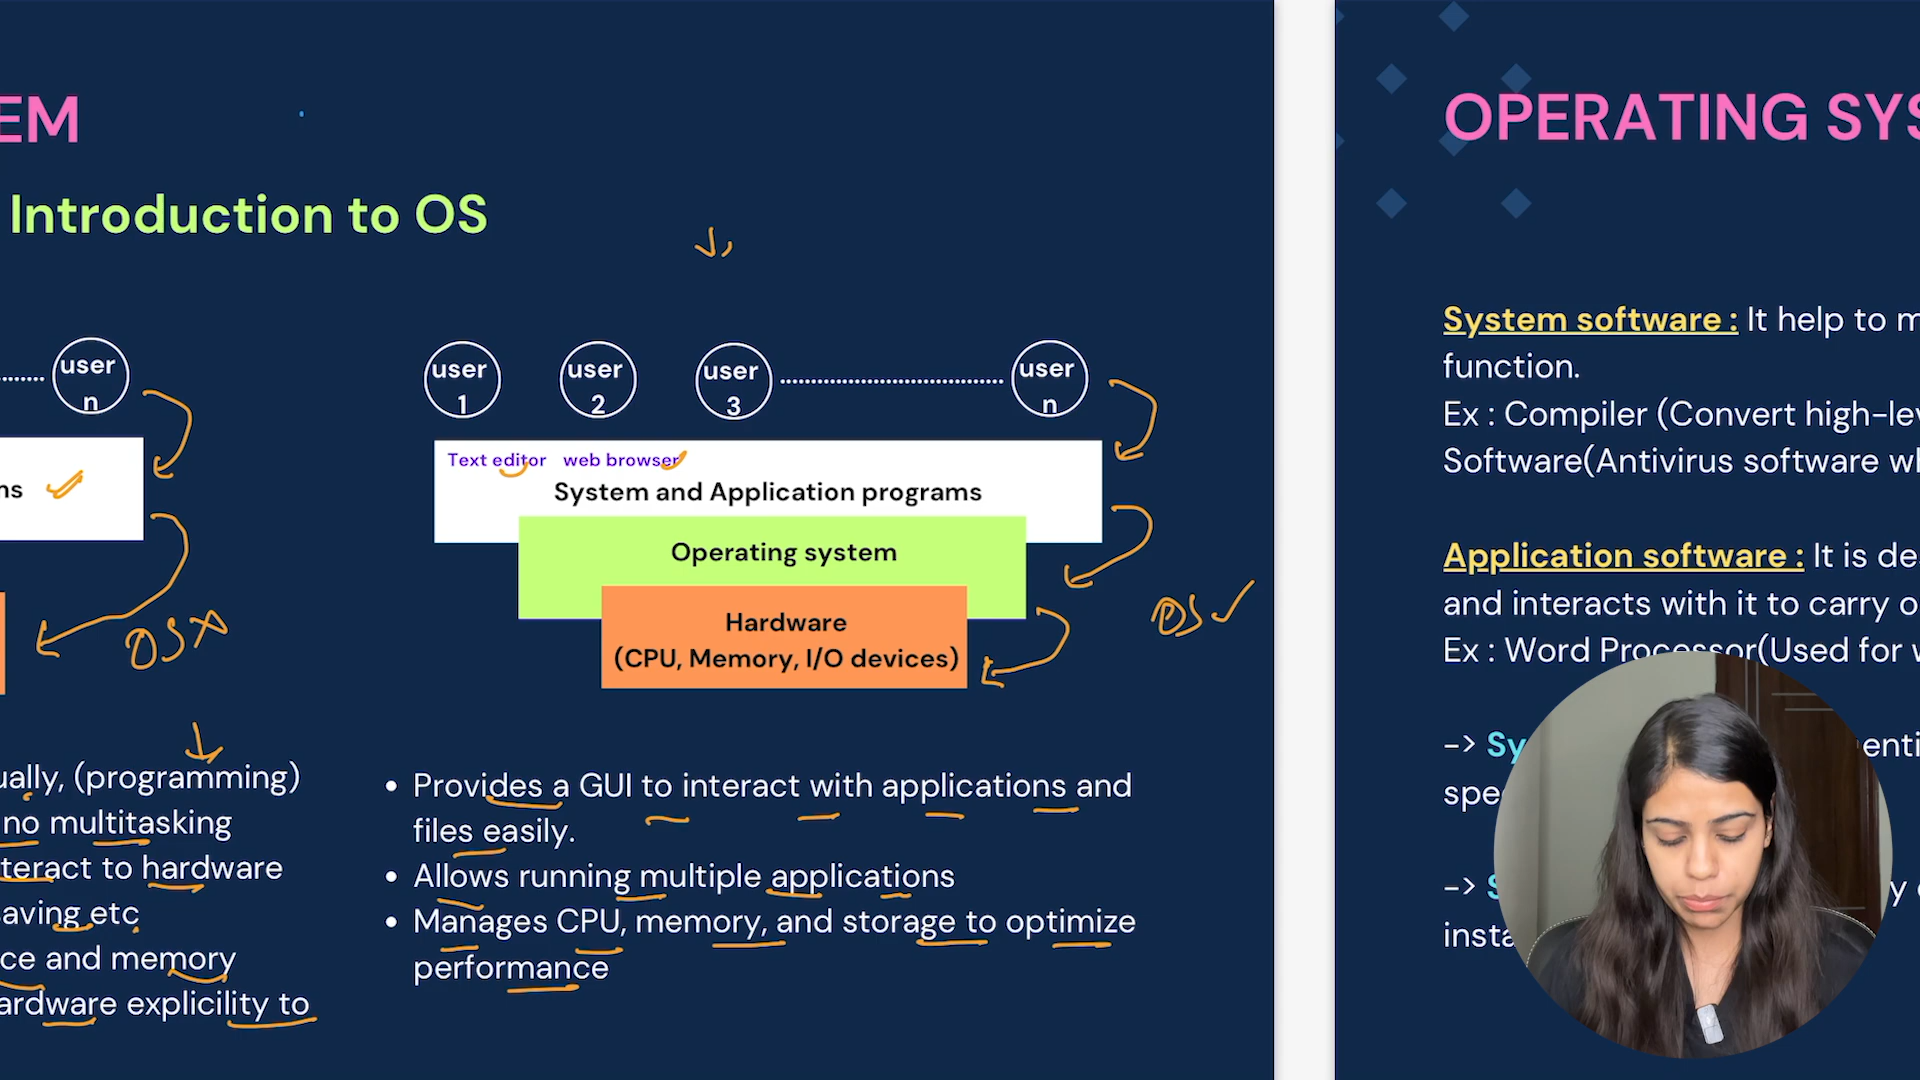 EM
Introduction to OS
user
n
ns
OSX
ually, (programming)
no multitasking
teract to hardware
saving etc
ce and memory
ardware explicility to
user
1
user
2
user
3
user
n
Text editor web browser
System and Application programs
Operating system
Hardware
(CPU, Memory, I/O devices)
OS✓
• Provides a GUI to interact with applications and
files easily.
• Allows running multiple applications
• Manages CPU, memory, and storage to optimize
performance
OPERATING SYS
System software : It help to m
function.
Ex : Compiler (Convert high-lev
Software(Antivirus software wh
Application software : It is des
and interacts with it to carry o
Ex : Word Processor(Used for w
-> Sy enti
spe
-> S y
insta